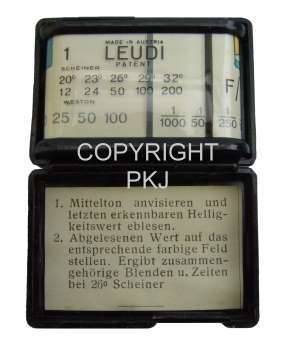 MADE IN AUSTRIA
1 LEUDI
PATENT
SCHEINER
20° 23° 26° 29° 32°
12 24 50 100 200
F/
WESTON
25 50 100 1/1000 1/50 1/250
COPYRIGHT
PKJ
1. Mittelton anvisieren und
letzten erkennbaren Hellig-
keitswert eblesen.
2. Abgelesenen Wert auf das
entsprechende farbige Feld
stellen. Ergibt zusammen-
gehörige Blenden u. Zeiten
bei 26° Scheiner